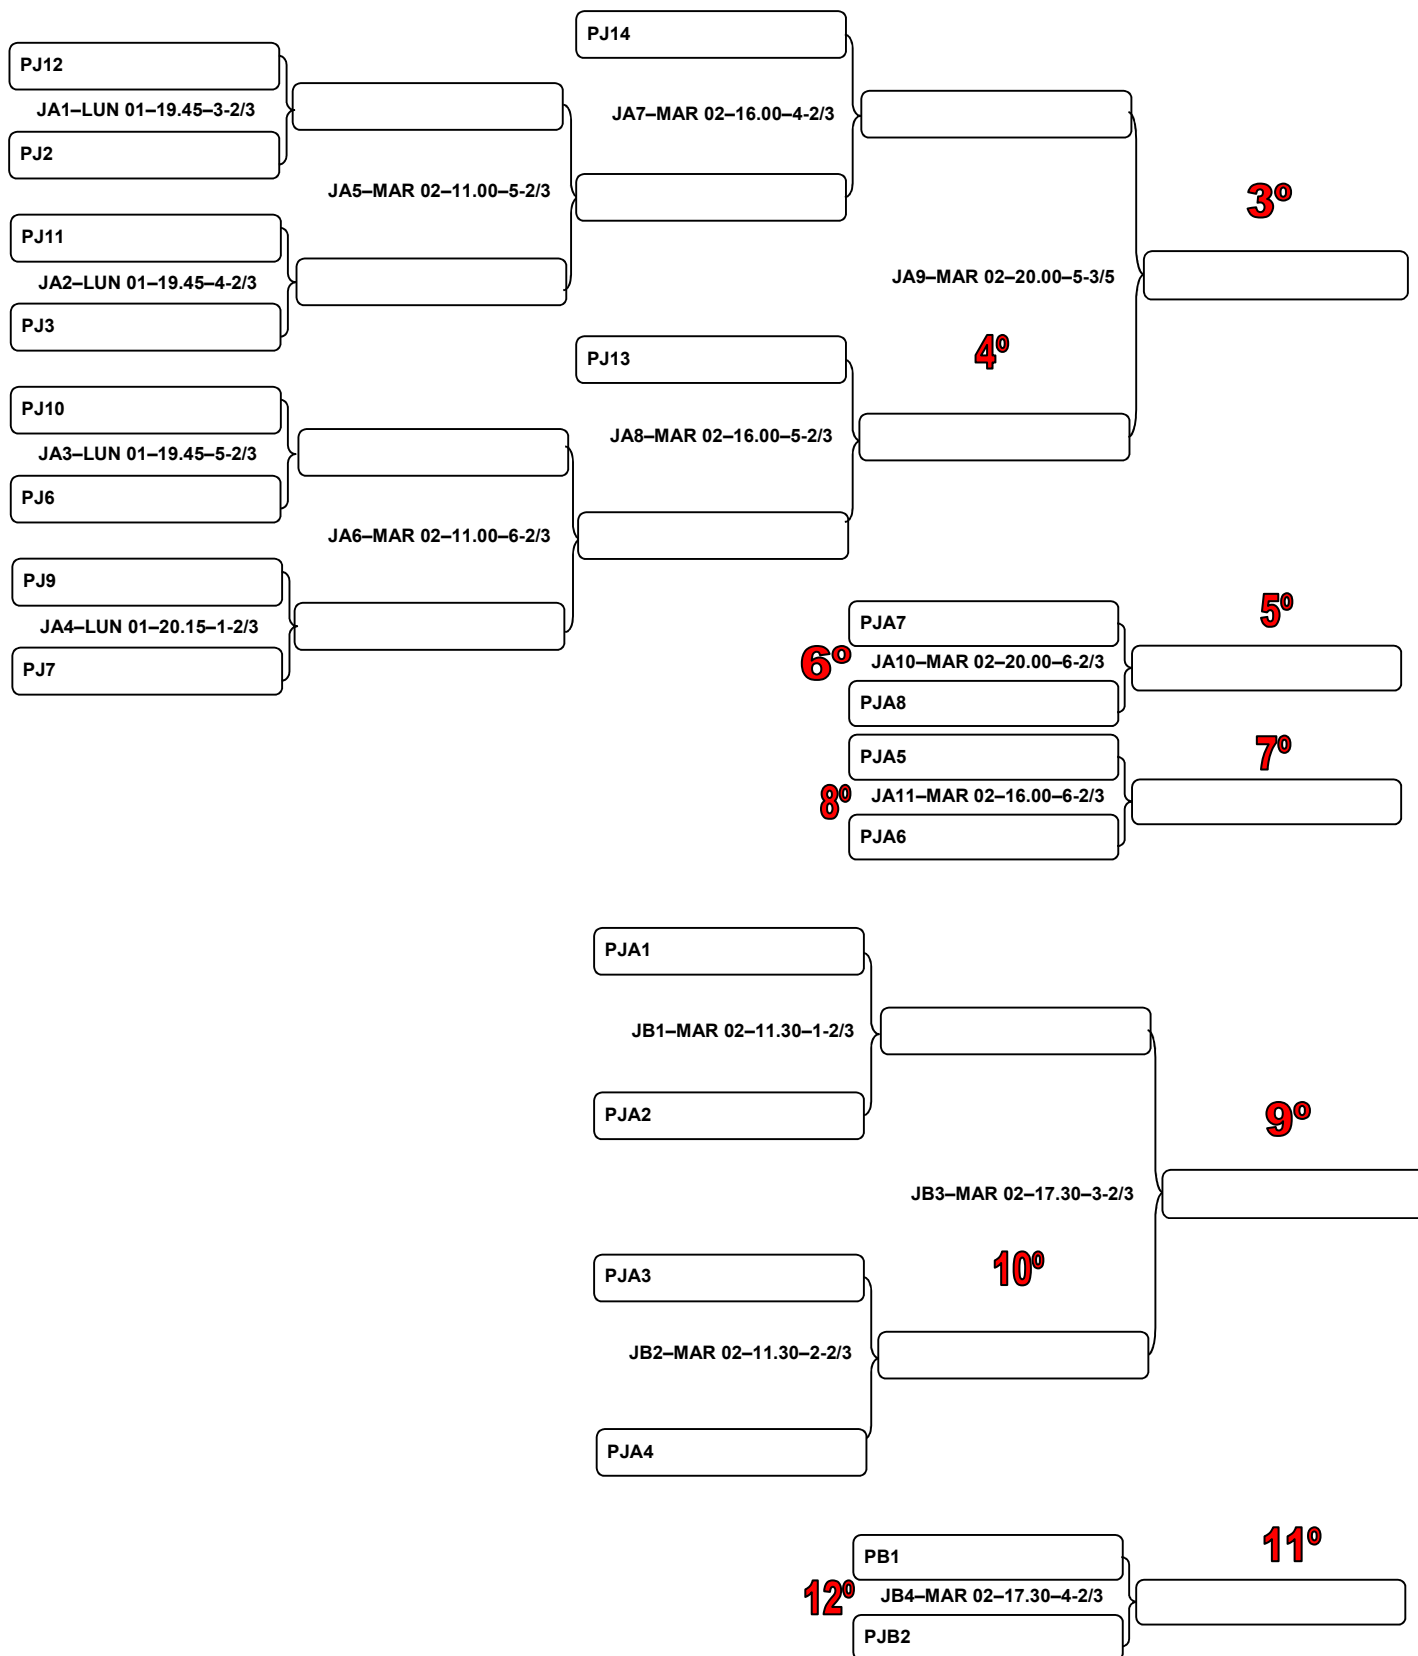 PJ14
PJ12
JA1–LUN 01–19.45–3-2/3
JA7–MAR 02–16.00–4-2/3
PJ2
JA5–MAR 02–11.00–5-2/3
3º
PJ11
JA2–LUN 01–19.45–4-2/3
JA9–MAR 02–20.00–5-3/5
PJ3
4º
PJ13
PJ10
JA8–MAR 02–16.00–5-2/3
JA3–LUN 01–19.45–5-2/3
PJ6
JA6–MAR 02–11.00–6-2/3
PJ9
5º
JA4–LUN 01–20.15–1-2/3
PJA7
6º
JA10–MAR 02–20.00–6-2/3
PJ7
PJA8
PJA5
7º
8º
JA11–MAR 02–16.00–6-2/3
PJA6
PJA1
JB1–MAR 02–11.30–1-2/3
PJA2
9º
JB3–MAR 02–17.30–3-2/3
PJA3
10º
JB2–MAR 02–11.30–2-2/3
PJA4
PB1
11º
12º
JB4–MAR 02–17.30–4-2/3
PJB2